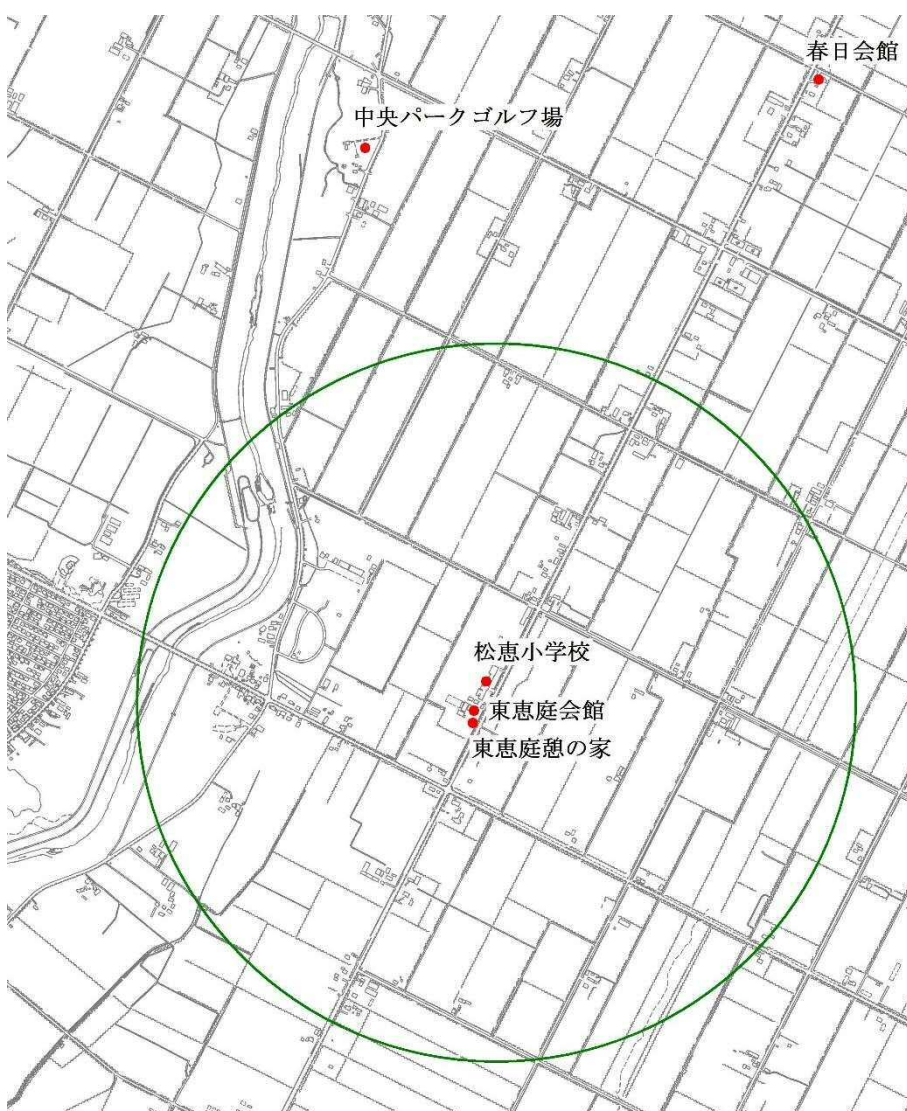 春日会館
中央パークゴルフ場
松恵小学校
東恵庭会館
東恵庭憩の家